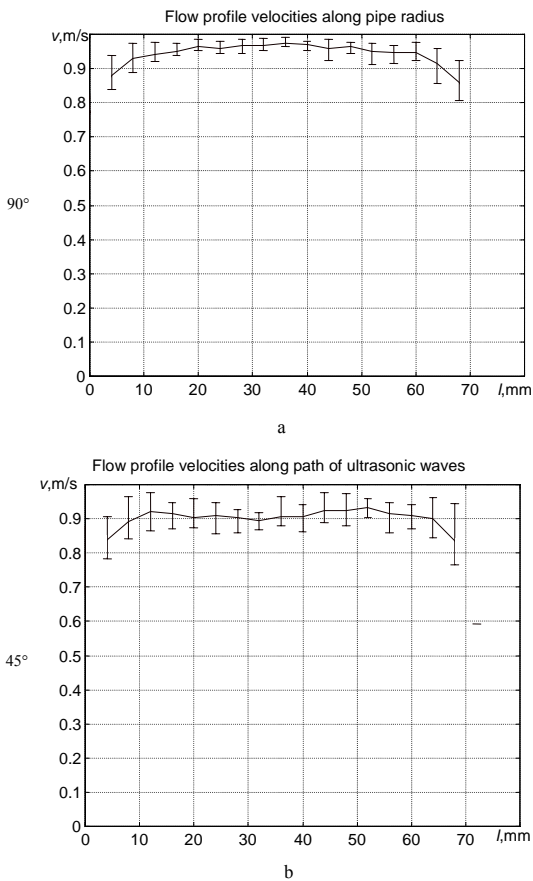 Flow profile velocities along pipe radius
v,m/s
0.9
0.8
0.7
0.6
90°
0.5
0.4
0.3
0.2
0.1
0
0 10 20 30 40 50 60 70 l,mm
a
Flow profile velocities along path of ultrasonic waves
v,m/s
0.9
0.8
0.7
0.6
45°
0.5
0.4
0.3
0.2
0.1
0
0 10 20 30 40 50 60 70 l,mm
b